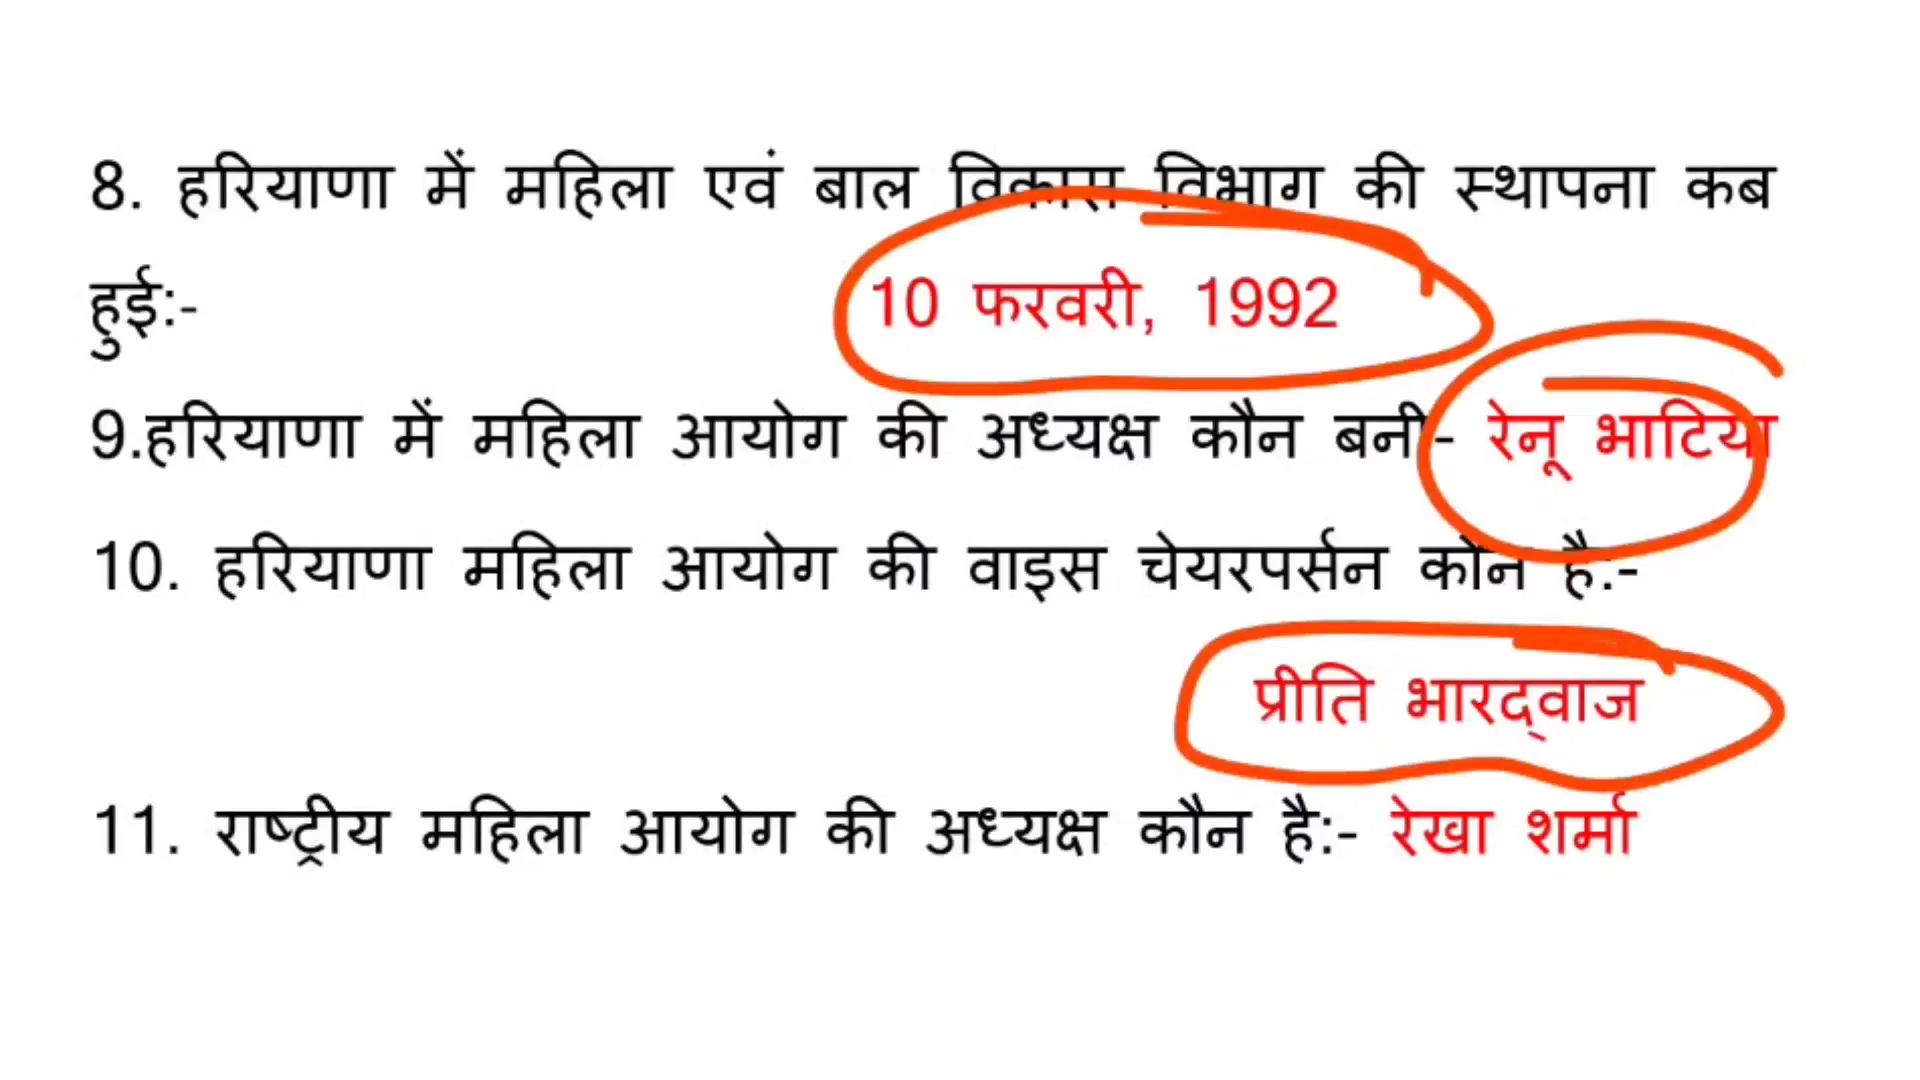 8. हरियाणा में महिला एवं बाल विकास विभाग की स्थापना कब
हुई:- 10 फरवरी, 1992
9.हरियाणा में महिला आयोग की अध्यक्ष कौन बनी- रेनू भाटिया
10. हरियाणा महिला आयोग की वाइस चेयरपर्सन कौन है:-
प्रीति भारद्वाज
11. राष्ट्रीय महिला आयोग की अध्यक्ष कौन है:- रेखा शर्मा